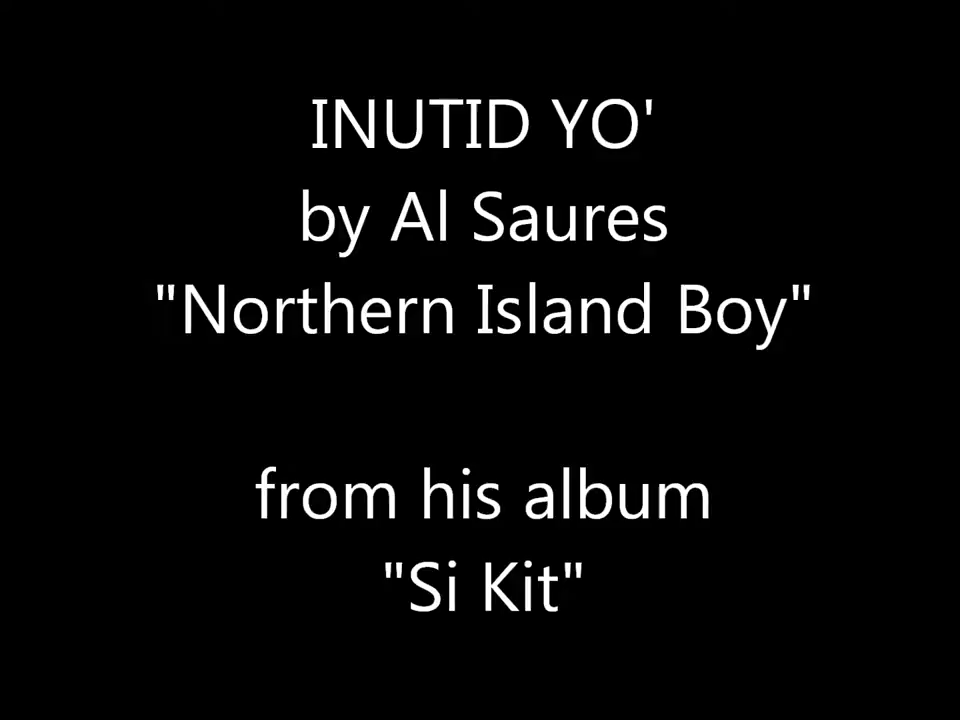 INUTID YO'
by Al Saures
"Northern Island Boy"
from his album
"Si Kit"